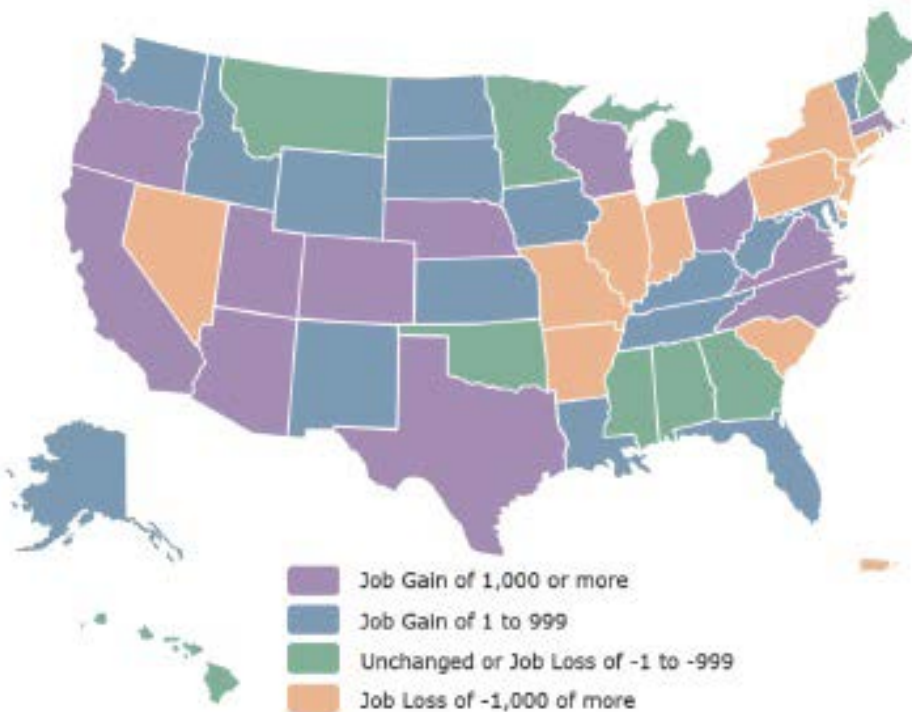 Job Gain of 1,000 or more
Job Gain of 1 to 999
Unchanged or Job Loss of -1 to -999
Job Loss of -1,000 of more